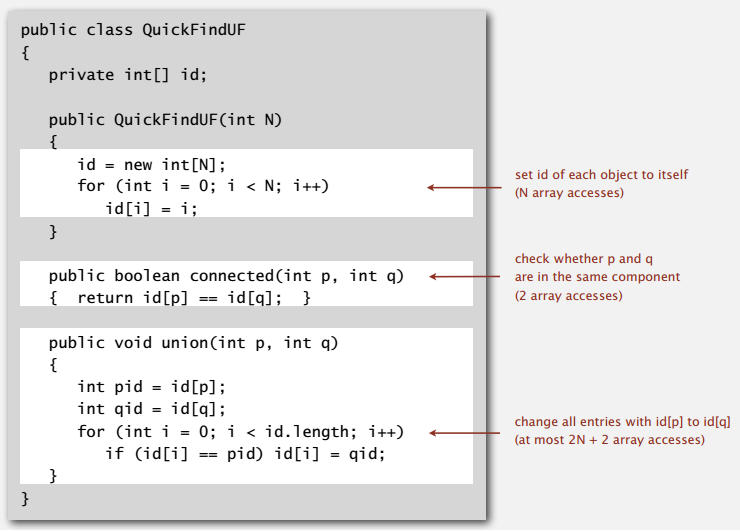 public class QuickFindUF
{
private int[] id;
public QuickFindUF(int N)
{
id = new int[N];
for (int i = 0; i < N; i++)
id[i] = i;
}
set id of each object to itself
(N array accesses)
public boolean connected(int p, int q)
{ return id[p] == id[q]; }
check whether p and q
are in the same component
(2 array accesses)
public void union(int p, int q)
{
int pid = id[p];
int qid = id[q];
for (int i = 0; i < id.length; i++)
if (id[i] == pid) id[i] = qid;
}
change all entries with id[p] to id[q]
(at most 2N + 2 array accesses)
}